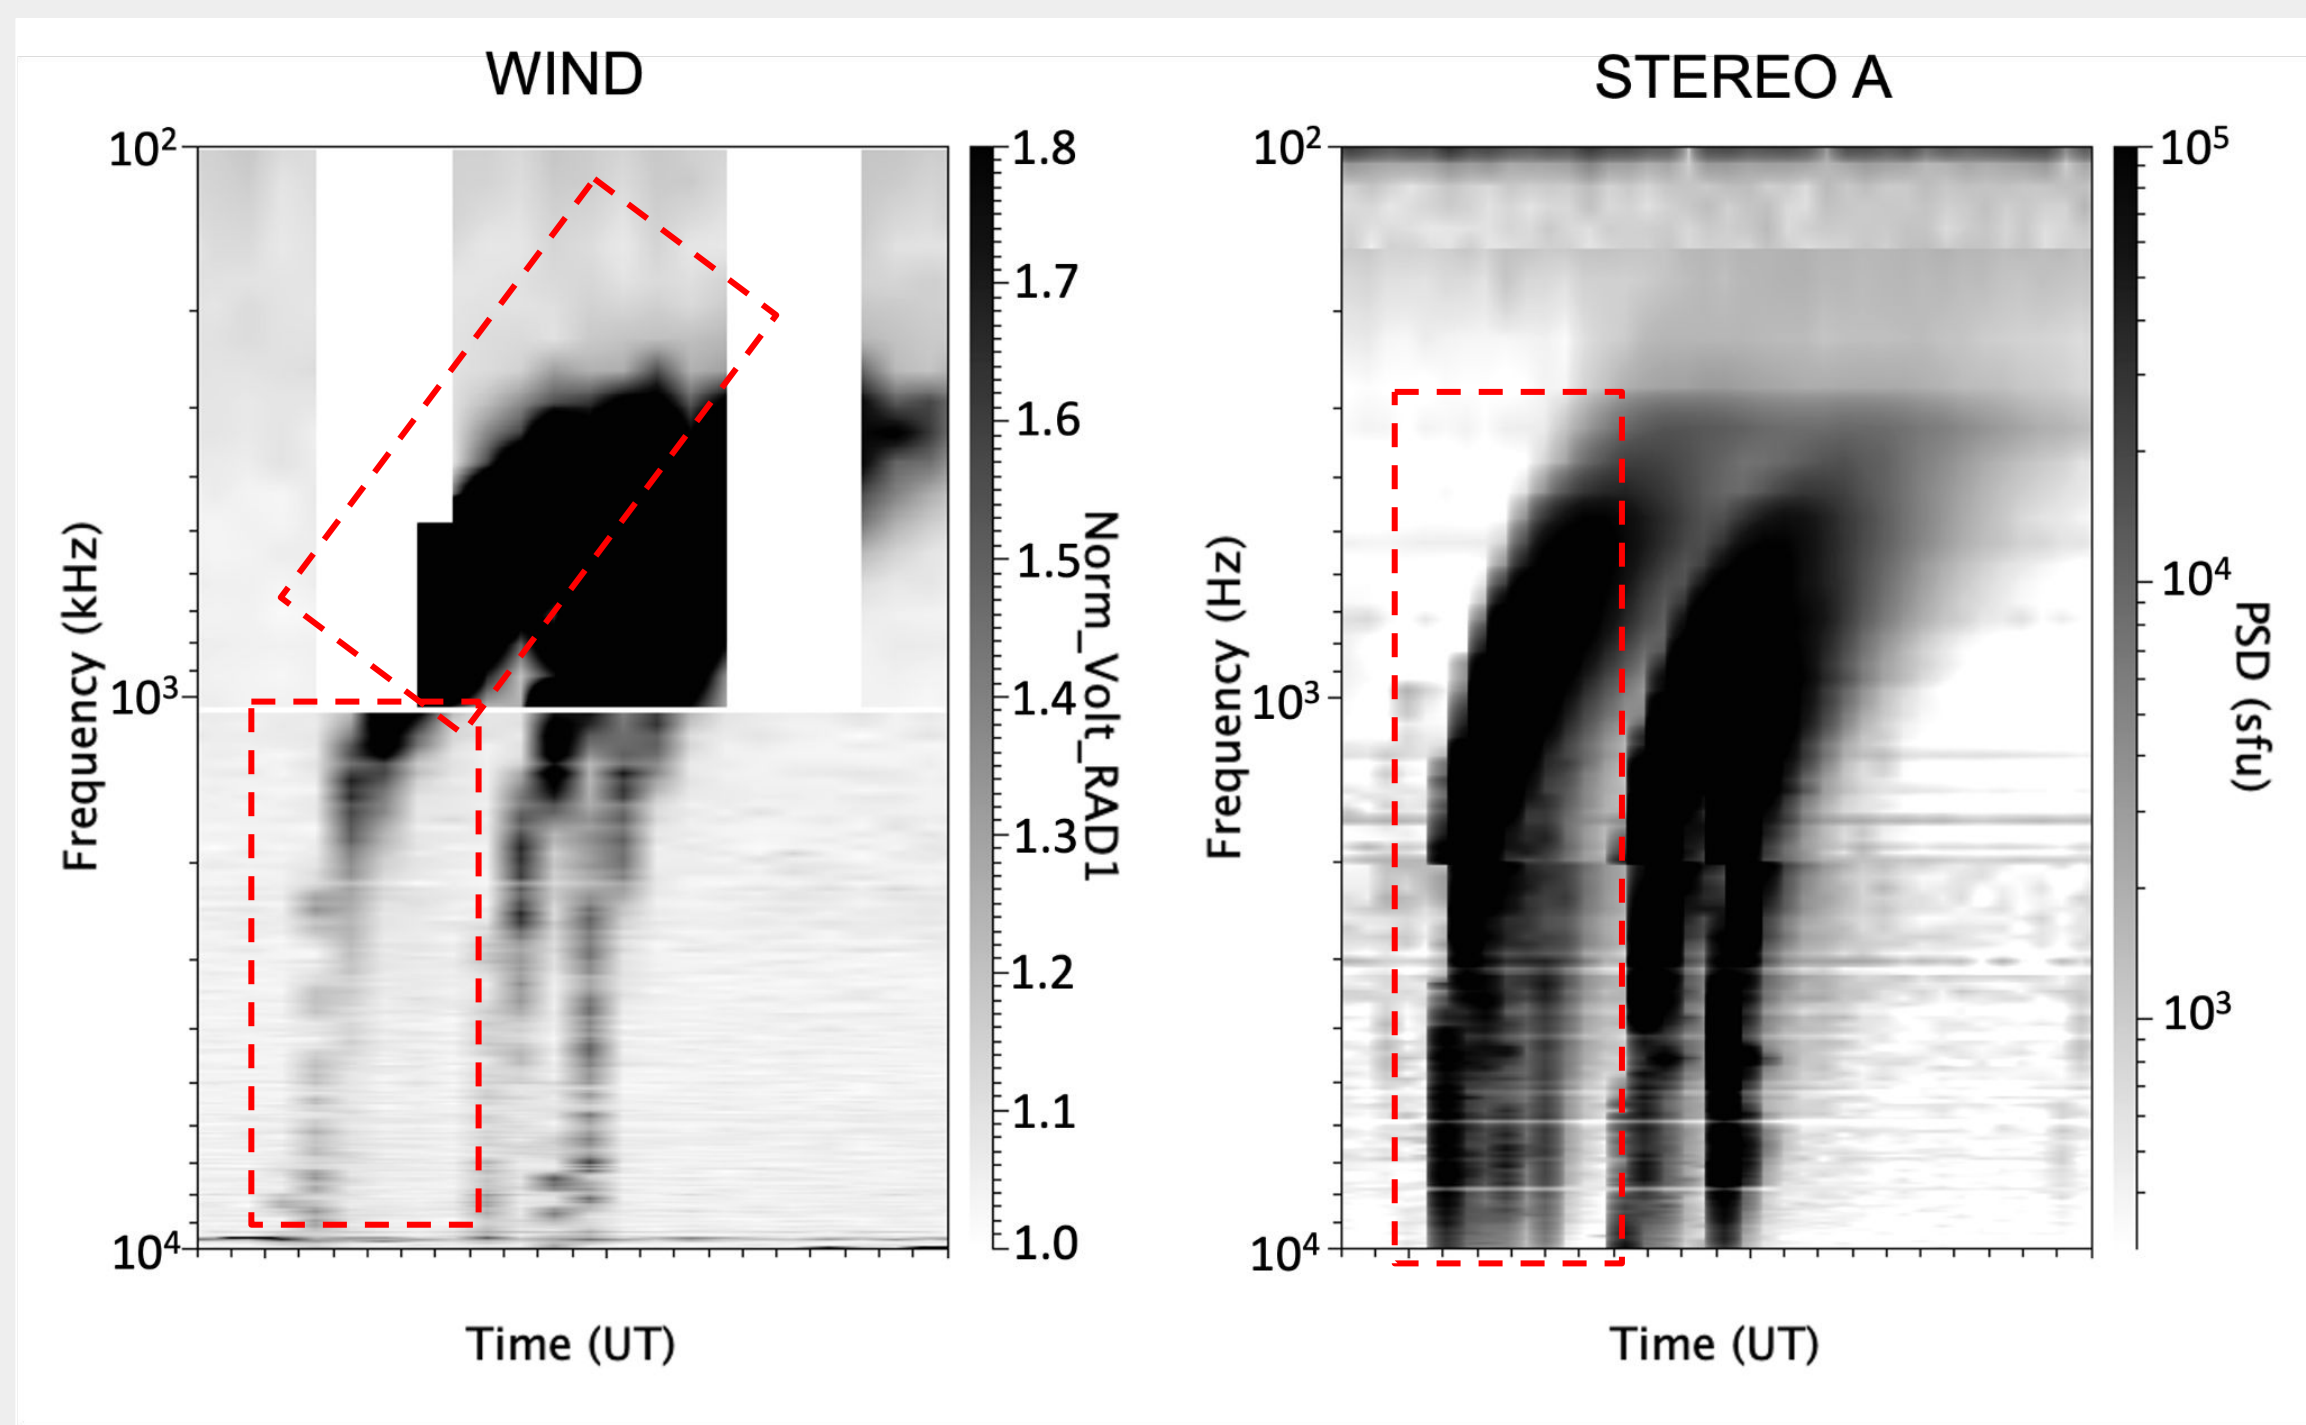 WIND
STEREO A
10²
10³
10⁴
Frequency (kHz)
Time (UT)
1.8
1.7
1.6
1.5
1.4
1.3
1.2
1.1
1.0
Norm_Volt_RAD1
10²
10³
10⁴
Frequency (Hz)
Time (UT)
10⁵
10⁴
10³
PSD (sfu)